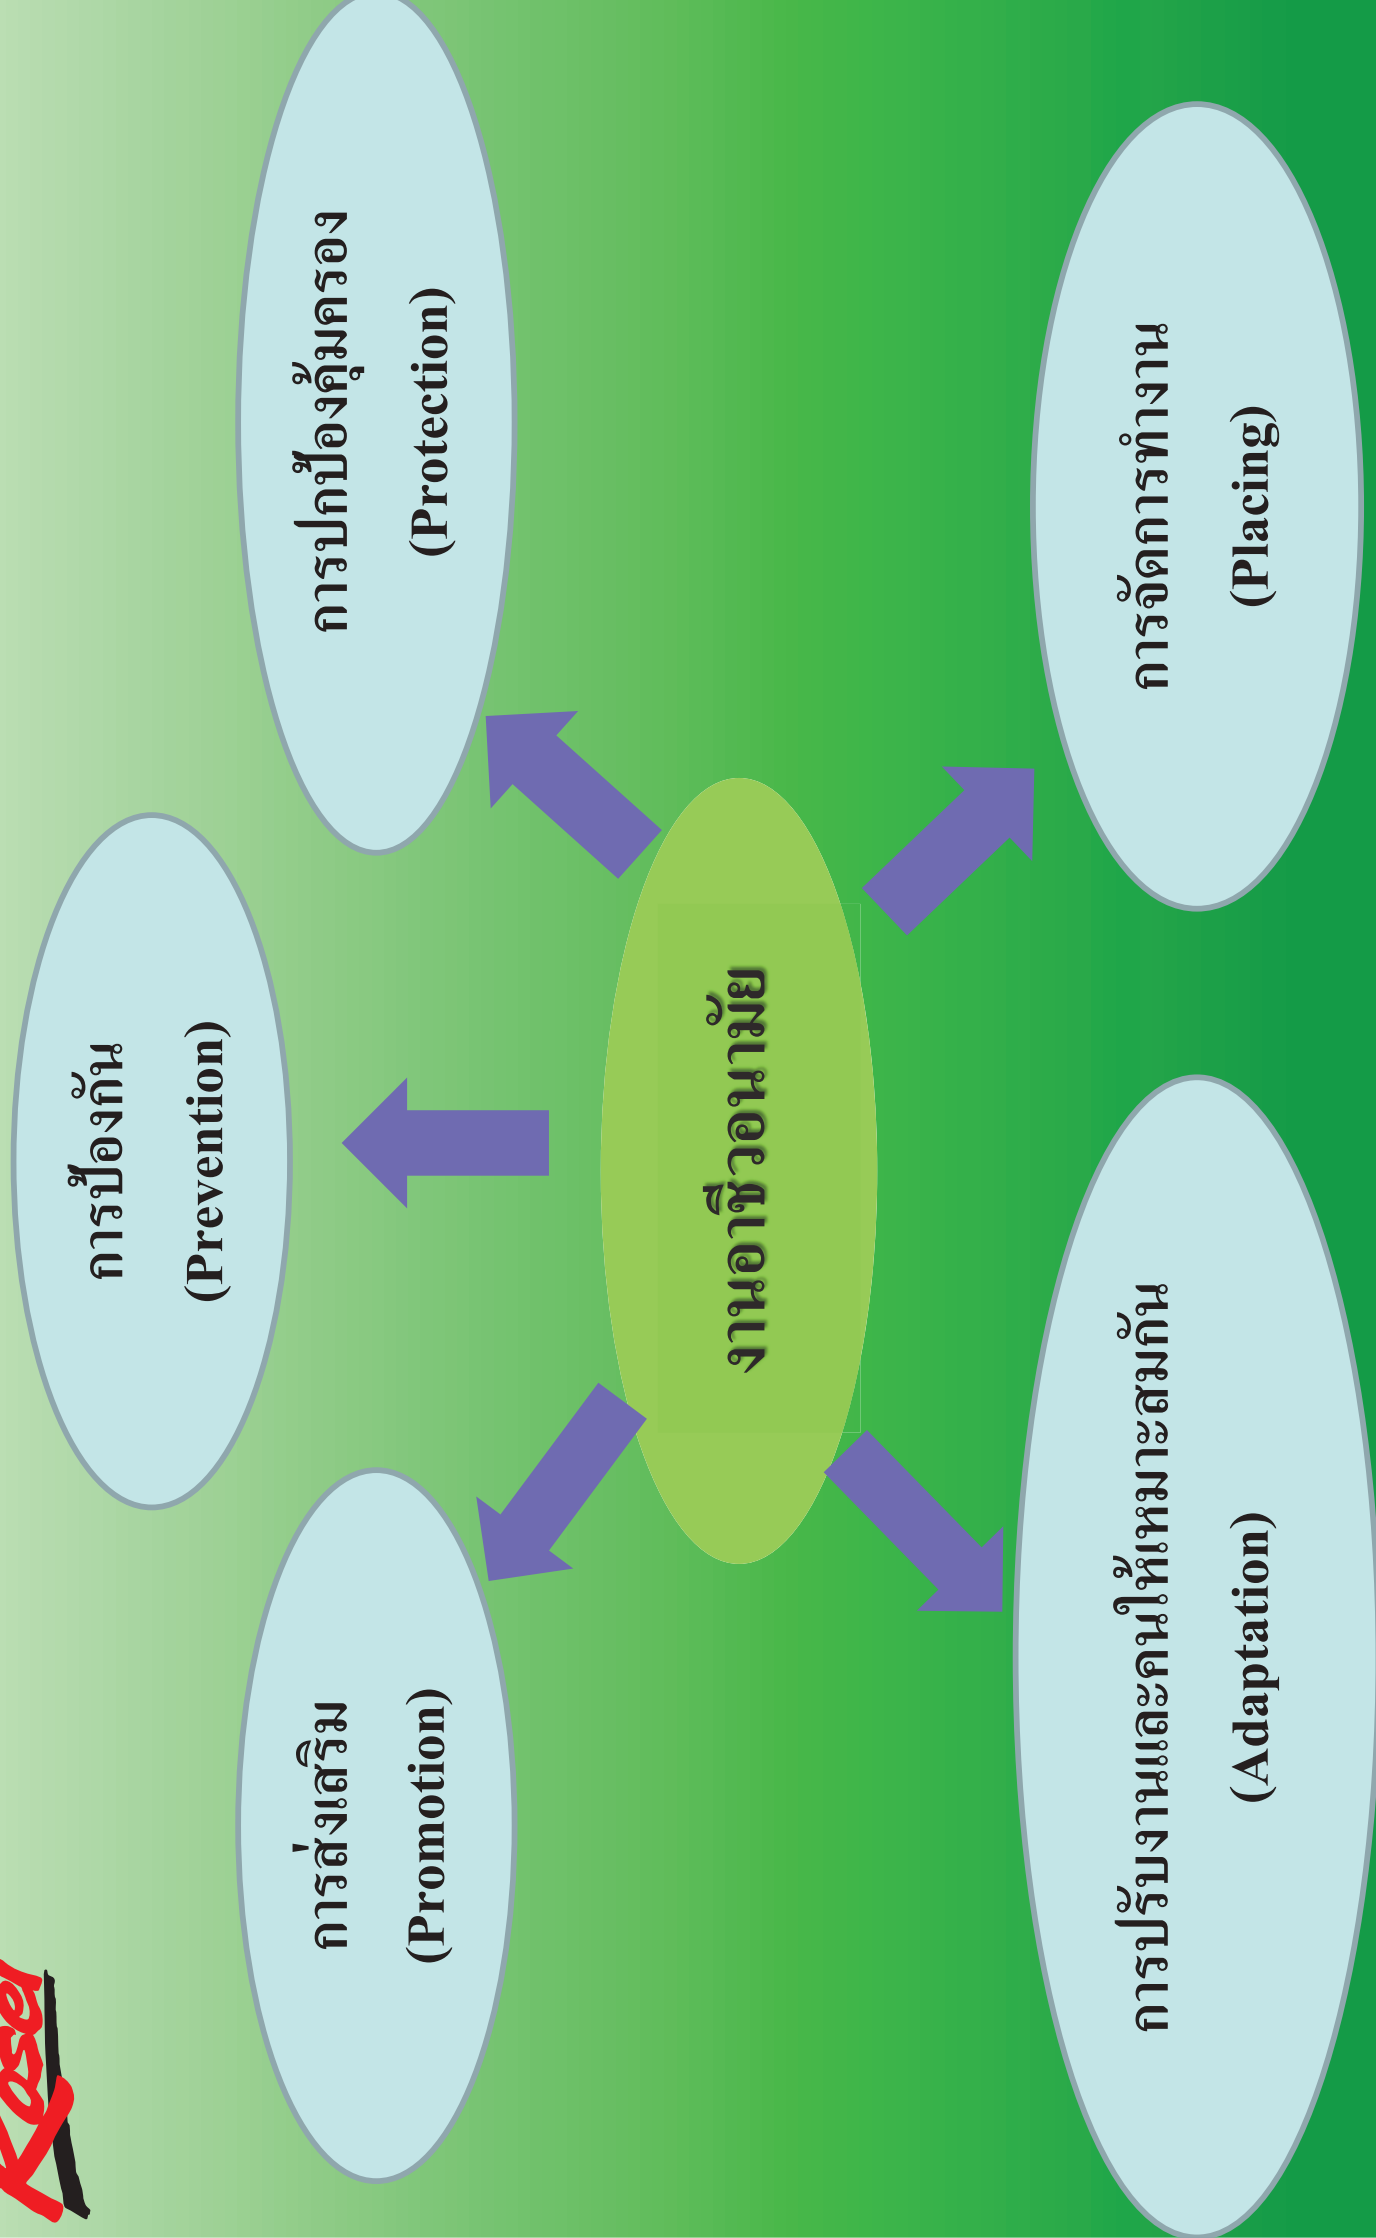 การป้องกัน
(Prevention)
การส่งเสริม
(Promotion)
การปกป้องคุ้มครอง
(Protection)
งานอาชีวอนามัย
การปรับงานและคนให้เหมาะสมกัน
(Adaptation)
การจัดการทำงาน
(Placing)